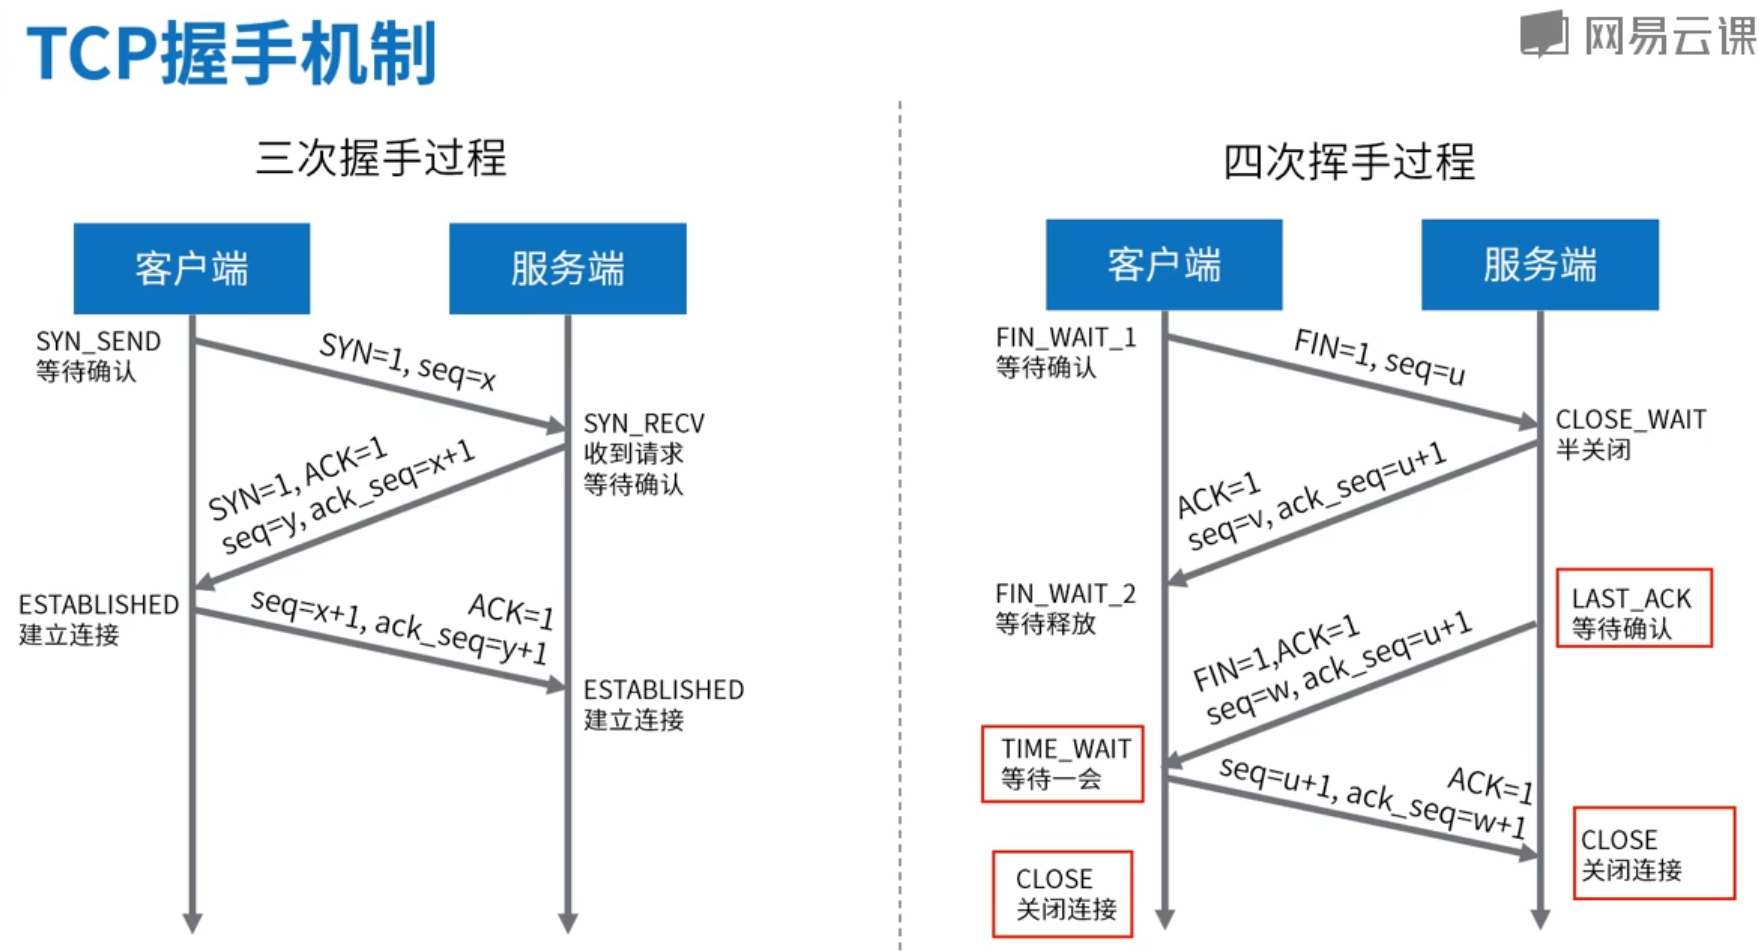 TCP握手机制
网易云课
三次握手过程
客户端
服务端
SYN_SEND
等待确认
SYN=1, seq=x
SYN_RECV
收到请求
等待确认
SYN=1, ACK=1
seq=y, ack_seq=x+1
ESTABLISHED
建立连接
ACK=1
seq=x+1, ack_seq=y+1
ESTABLISHED
建立连接
四次挥手过程
客户端
服务端
FIN_WAIT_1
等待确认
FIN=1, seq=u
CLOSE_WAIT
半关闭
ACK=1
seq=v, ack_seq=u+1
FIN_WAIT_2
等待释放
LAST_ACK
等待确认
FIN=1,ACK=1
seq=w, ack_seq=u+1
TIME_WAIT
等待一会
ACK=1
seq=u+1, ack_seq=w+1
CLOSE
关闭连接
CLOSE
关闭连接